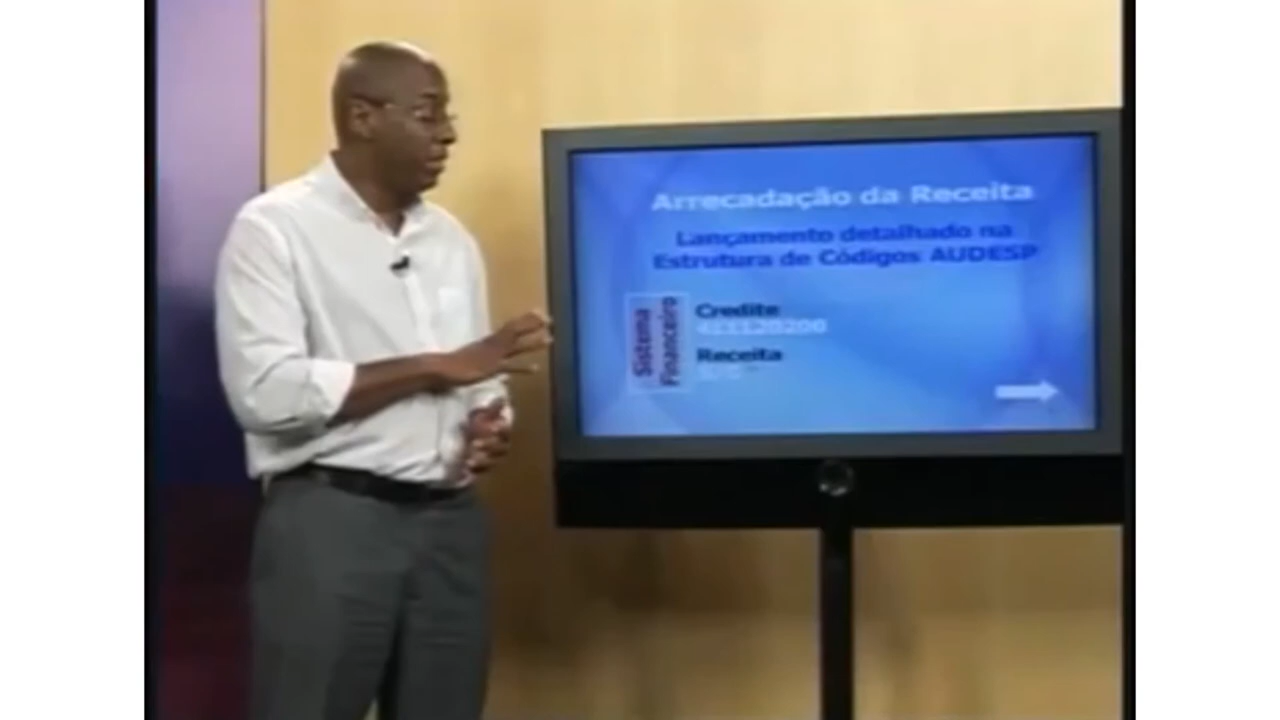 Arrecadação da Receita
Lançamento detalhado na
Estrutura de Códigos AUDESP
Sistema
Financeiro
Credite
Receita